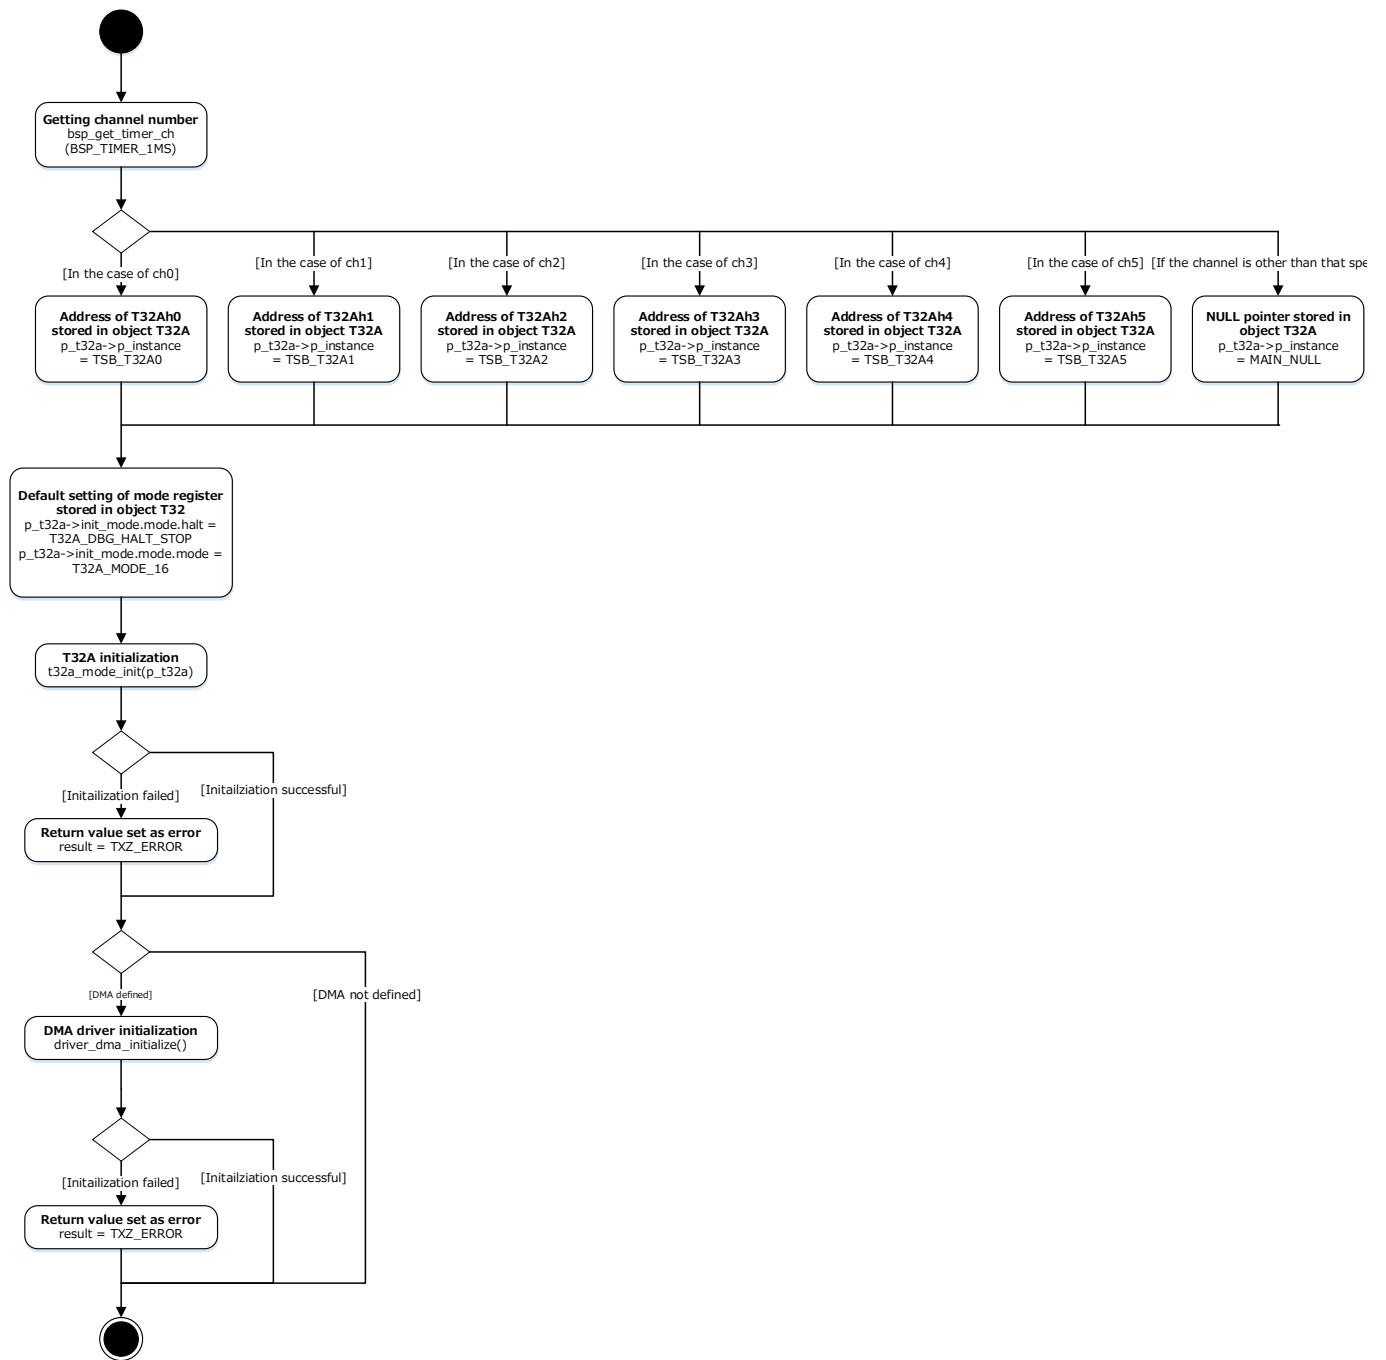 Getting channel number
bsp_get_timer_ch
(BSP_TIMER_1MS)
[In the case of ch0]
[In the case of ch1]
[In the case of ch2]
[In the case of ch3]
[In the case of ch4]
[In the case of ch5]
[If the channel is other than that spe
Address of T32Ah0
stored in object T32A
p_t32a->p_instance
= TSB_T32A0
Address of T32Ah1
stored in object T32A
p_t32a->p_instance
= TSB_T32A1
Address of T32Ah2
stored in object T32A
p_t32a->p_instance
= TSB_T32A2
Address of T32Ah3
stored in object T32A
p_t32a->p_instance
= TSB_T32A3
Address of T32Ah4
stored in object T32A
p_t32a->p_instance
= TSB_T32A4
Address of T32Ah5
stored in object T32A
p_t32a->p_instance
= TSB_T32A5
NULL pointer stored in
object T32A
p_t32a->p_instance
= MAIN_NULL
Default setting of mode register
stored in object T32
p_t32a->init_mode.mode.halt =
T32A_DBG_HALT_STOP
p_t32a->init_mode.mode.mode =
T32A_MODE_16
T32A initialization
t32a_mode_init(p_t32a)
[Initailization failed]
[Initailziation successful]
Return value set as error
result = TXZ_ERROR
[DMA defined]
[DMA not defined]
DMA driver initialization
driver_dma_initialize()
[Initailization failed]
[Initailziation successful]
Return value set as error
result = TXZ_ERROR